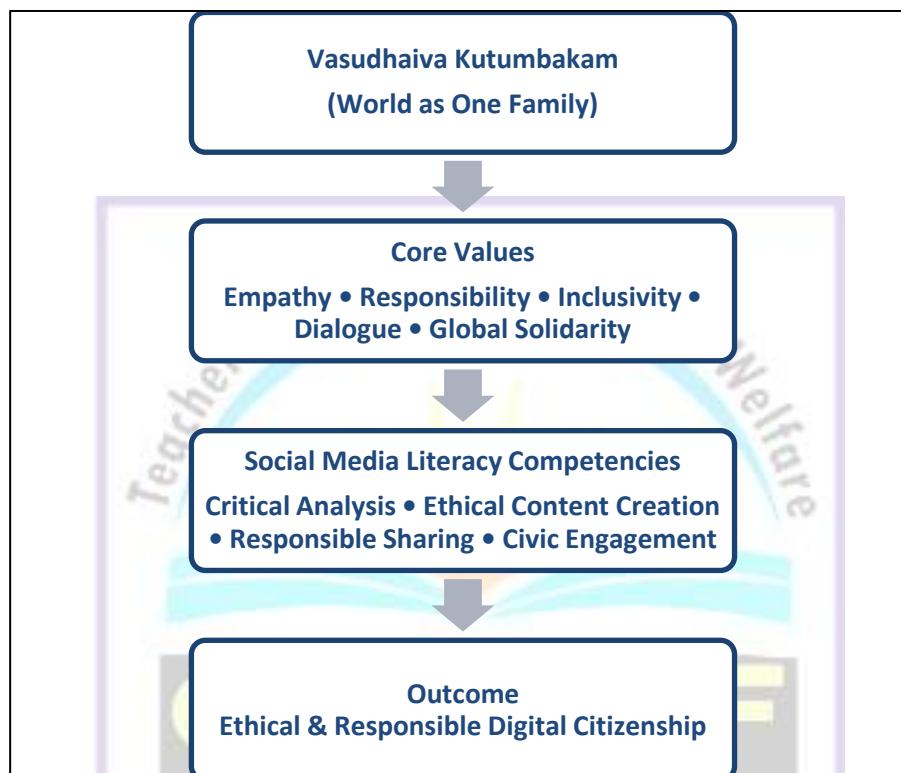 Vasudhaiva Kutumbakam
(World as One Family)
Core Values
Empathy • Responsibility • Inclusivity •
Dialogue • Global Solidarity
Welfare
Social Media Literacy Competencies
Critical Analysis • Ethical Content Creation
• Responsible Sharing • Civic Engagement
Outcome
Ethical & Responsible Digital Citizenship